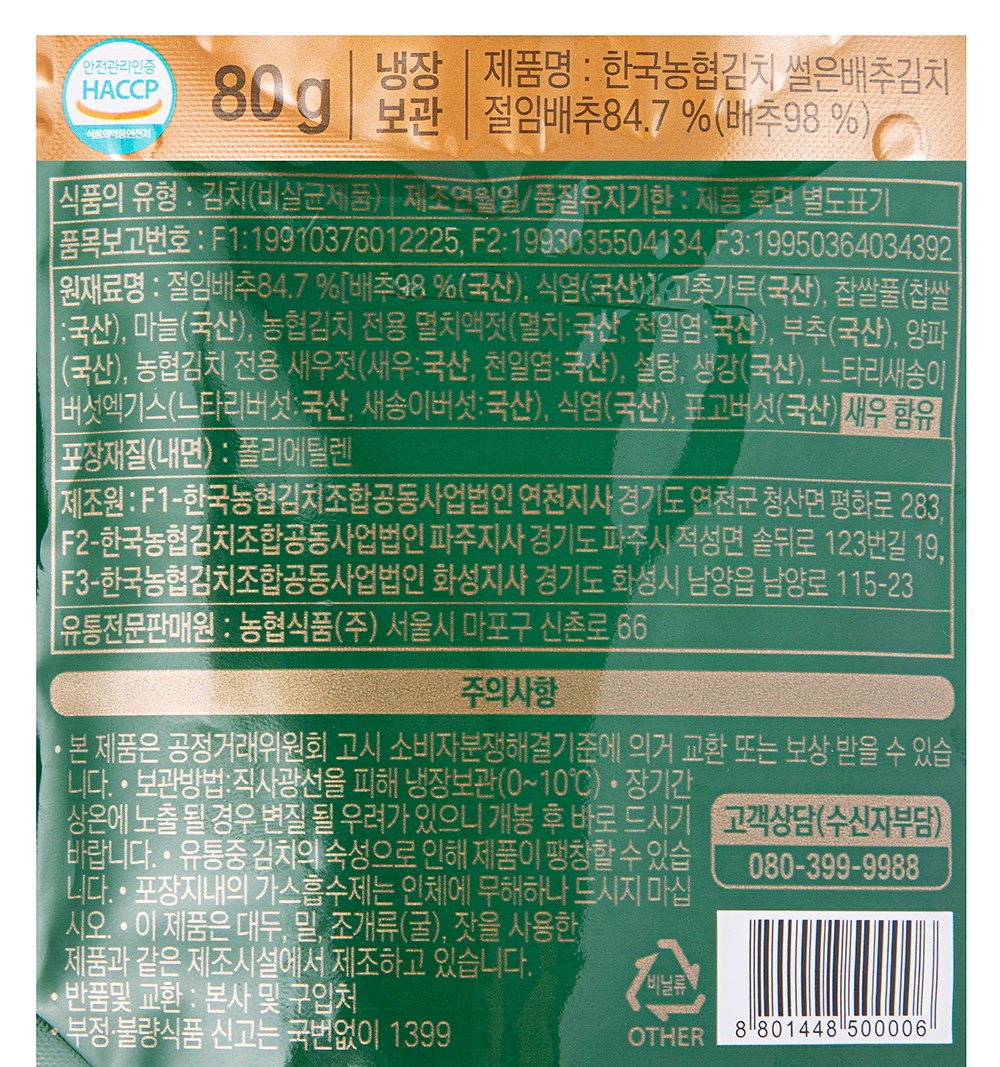 안전관리인증
HACCP
식품의약품안전처
80g
냉장
보관
제품명 : 한국농협김치 썰은배추김치
절임배추84.7 %(배추98 %)
식품의 유형 : 김치(비살균제품) | 제조연월일/품질유지기한 : 제품 후면 별도표기
품목보고번호 : F1:19910376012225, F2:1993035504134, F3:19950364034392
원재료명 : 절임배추84.7 %[배추98 %(국산), 식염(국산)], 고춧가루(국산), 찹쌀풀(찹쌀
:국산), 마늘(국산), 농협김치 전용 멸치액젓(멸치:국산, 천일염:국산), 부추(국산), 양파
(국산), 농협김치 전용 새우젓(새우:국산, 천일염:국산), 설탕, 생강(국산), 느타리새송이
버섯엑기스(느타리버섯:국산, 새송이버섯:국산), 식염(국산), 표고버섯(국산) 새우 함유
포장재질(내면) : 폴리에틸렌
제조원 : F1-한국농협김치조합공동사업법인 연천지사 경기도 연천군 청산면 평화로 283,
F2-한국농협김치조합공동사업법인 파주지사 경기도 파주시 적성면 솥뒤로 123번길 19,
F3-한국농협김치조합공동사업법인 화성지사 경기도 화성시 남양읍 남양로 115-23
유통전문판매원 : 농협식품(주) 서울시 마포구 신촌로 66
주의사항
• 본 제품은 공정거래위원회 고시 소비자분쟁해결기준에 의거 교환 또는 보상 받을 수 있습
니다. • 보관방법:직사광선을 피해 냉장보관(0~10℃) • 장기간
상온에 노출 될 경우 변질 될 우려가 있으니 개봉 후 바로 드시기
바랍니다. • 유통중 김치의 숙성으로 인해 제품이 팽창할 수 있습
니다. • 포장지내의 가스흡수제는 인체에 무해하나 드시지 마십
시오. • 이 제품은 대두, 밀, 조개류(굴), 잣을 사용한
제품과 같은 제조시설에서 제조하고 있습니다.
• 반품및 교환 : 본사 및 구입처
• 부정·불량식품 신고는 국번없이 1399
고객상담(수신자부담)
080-399-9988
비닐류
OTHER
8 801448 500006